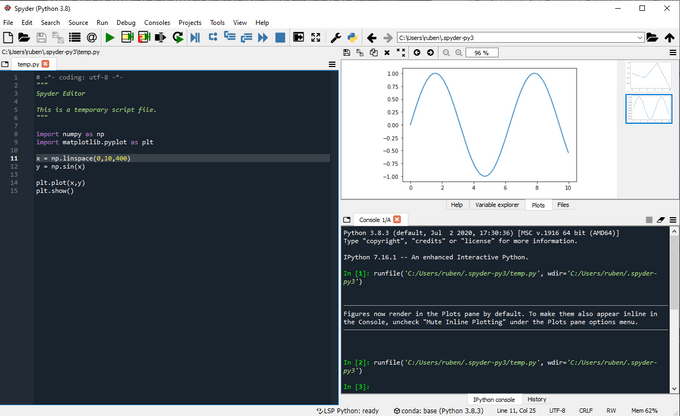 Spyder (Python 3.8)
File Edit Search Source Run Debug Consoles Projects Tools View Help
C:\Users\ruben\.spyder-py3
C:\Users\ruben\.spyder-py3\temp.py
temp.py
1 # -*- coding: utf-8 -*-
2 """
3 Spyder Editor
4
5 This is a temporary script file.
6 """
7
8 import numpy as np
9 import matplotlib.pyplot as plt
10
11 x = np.linspace(0,10,400)
12 y = np.sin(x)
13
14 plt.plot(x,y)
15 plt.show()
96 %
1.00
0.75
0.50
0.25
0.00
−0.25
−0.50
−0.75
−1.00
0 2 4 6 8 10
Help Variable explorer Plots Files
Console 1/A
Python 3.8.3 (default, Jul 2 2020, 17:30:36) [MSC v.1916 64 bit (AMD64)]
Type "copyright", "credits" or "license" for more information.
IPython 7.16.1 -- An enhanced Interactive Python.
In [1]: runfile('C:/Users/ruben/.spyder-py3/temp.py', wdir='C:/Users/ruben/.spyder-
py3')
Figures now render in the Plots pane by default. To make them also appear inline in
the Console, uncheck "Mute Inline Plotting" under the Plots pane options menu.
In [2]: runfile('C:/Users/ruben/.spyder-py3/temp.py', wdir='C:/Users/ruben/.spyder-
py3')
In [3]:
IPython console History
LSP Python: ready conda: base (Python 3.8.3) Line 11, Col 25 UTF-8 CRLF RW Mem 62%